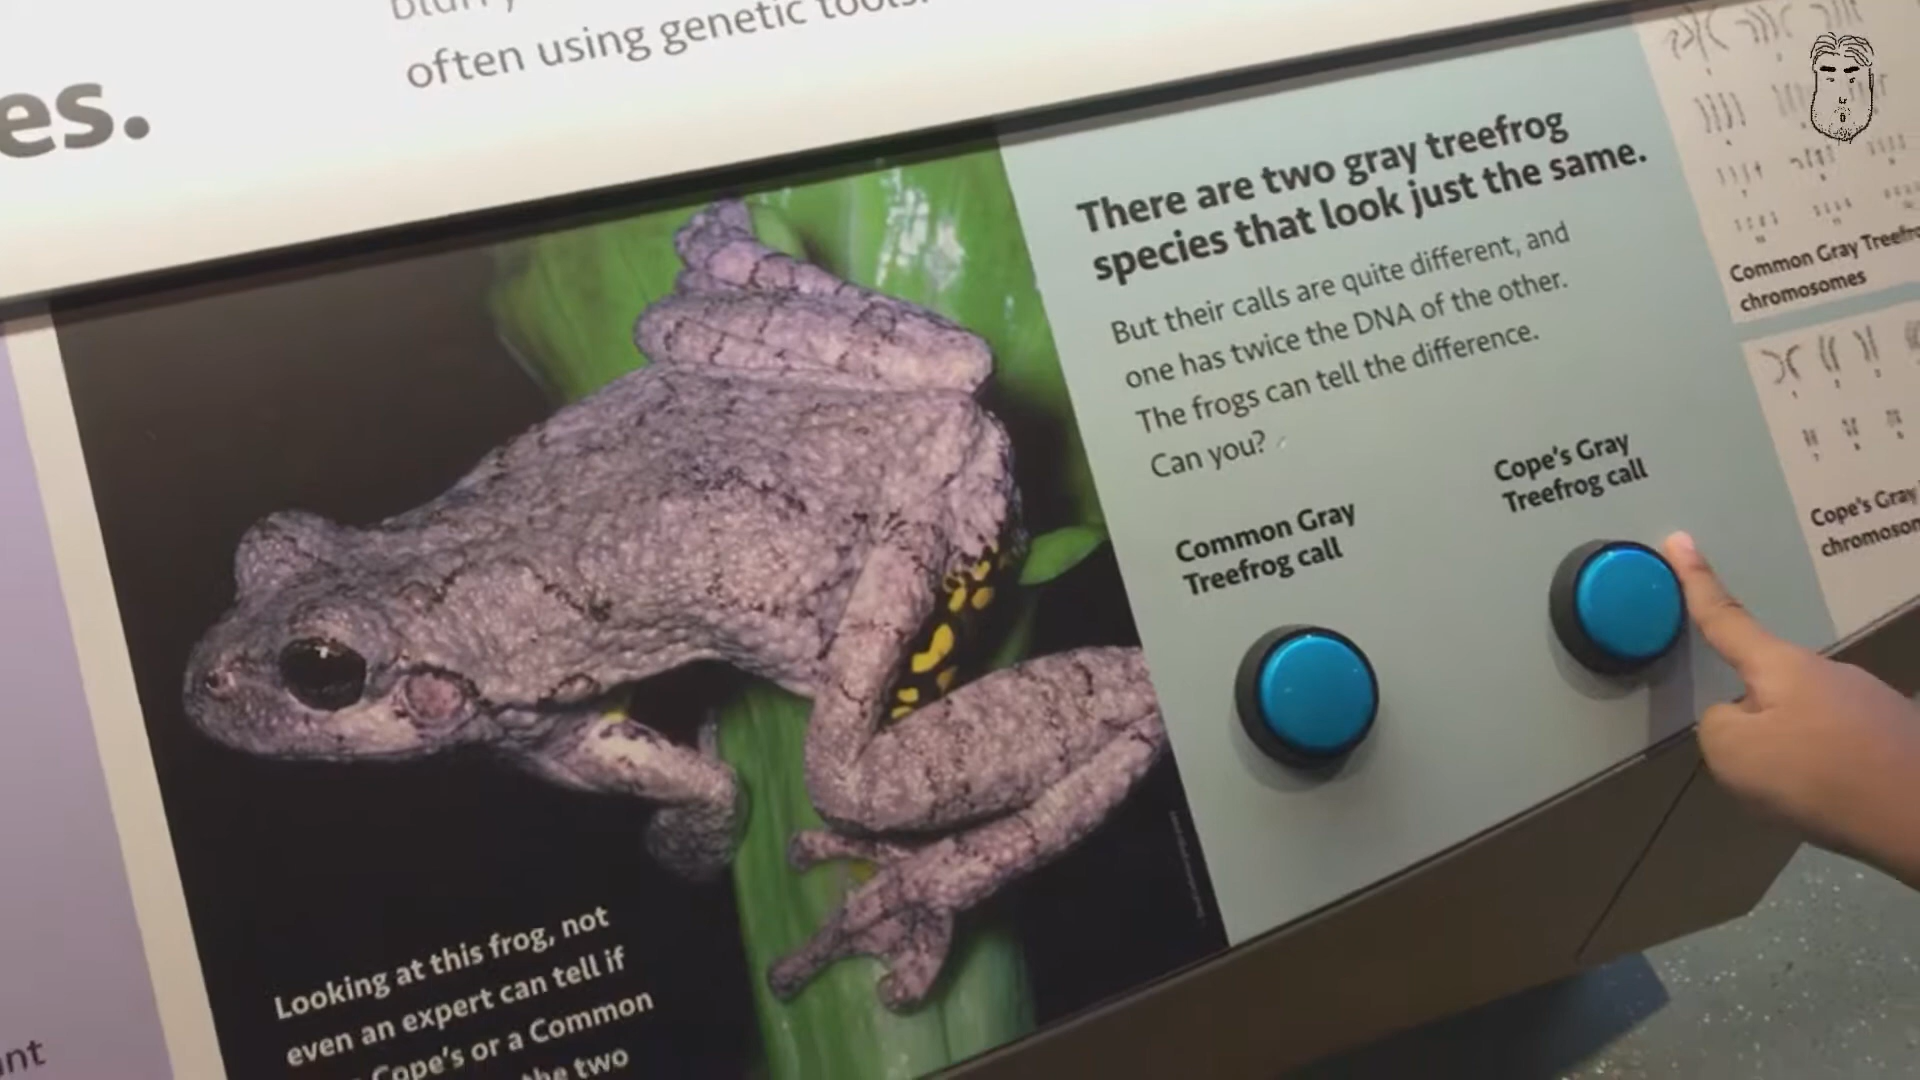 often using genetic tools.
es.
There are two gray treefrog
species that look just the same.
But their calls are quite different, and
one has twice the DNA of the other.
The frogs can tell the difference.
Can you?
Common Gray
Treefrog call
Cope's Gray
Treefrog call
Common Gray Treefro
chromosomes
Cope's Gray
chromosom
Looking at this frog, not
even an expert can tell if
Cope's or a Common
the two
ant